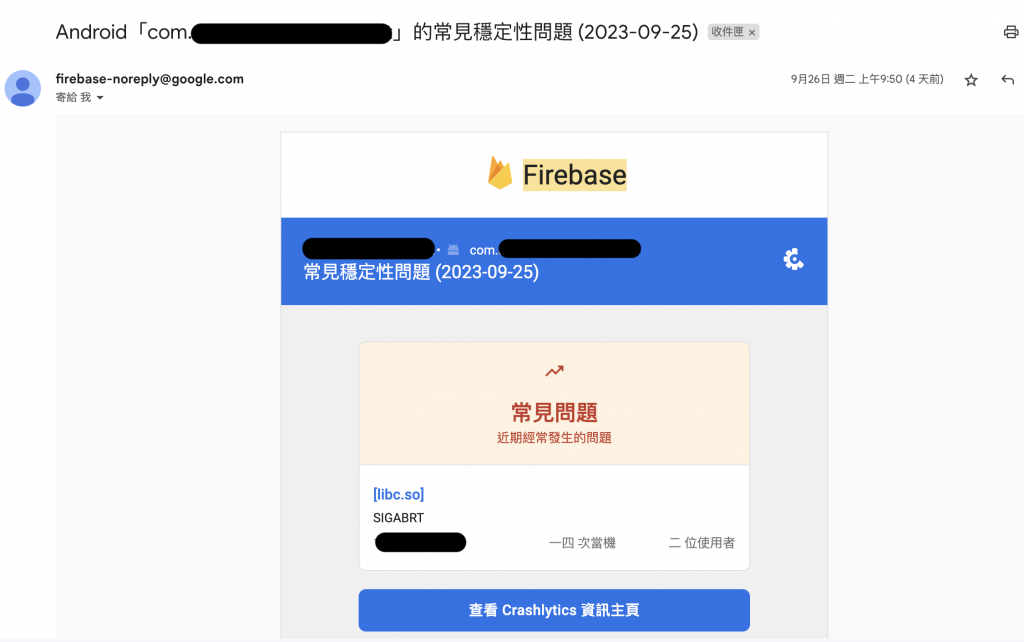 Android「com. 」的常見穩定性問題 (2023-09-25) 收件匣 ×
firebase-noreply@google.com
9月26日 週二 上午9:50 (4 天前)
寄給 我
Firebase
• com.
常見穩定性問題 (2023-09-25)
常見問題
近期經常發生的問題
[libc.so]
SIGABRT
一四 次當機 二 位使用者
查看 Crashlytics 資訊主頁